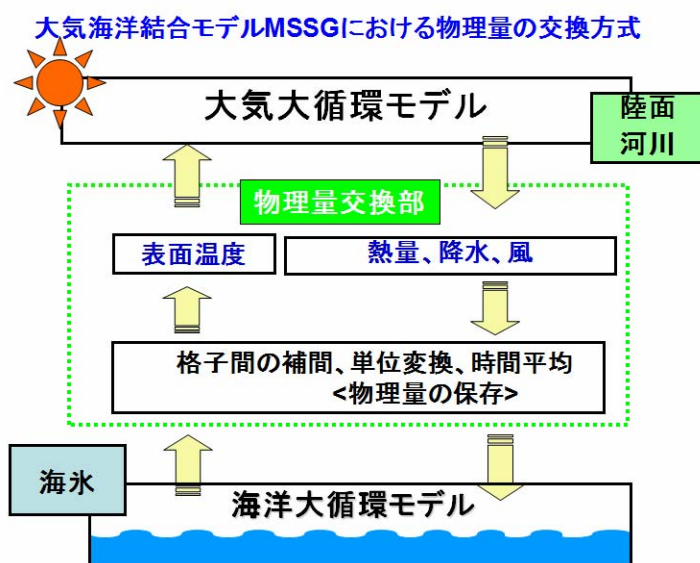 大気海洋結合モデルMSSGにおける物理量の交換方式
大気大循環モデル
陸面
河川
物理量交換部
表面温度
熱量、降水、風
格子間の補間、単位変換、時間平均
<物理量の保存>
海氷
海洋大循環モデル